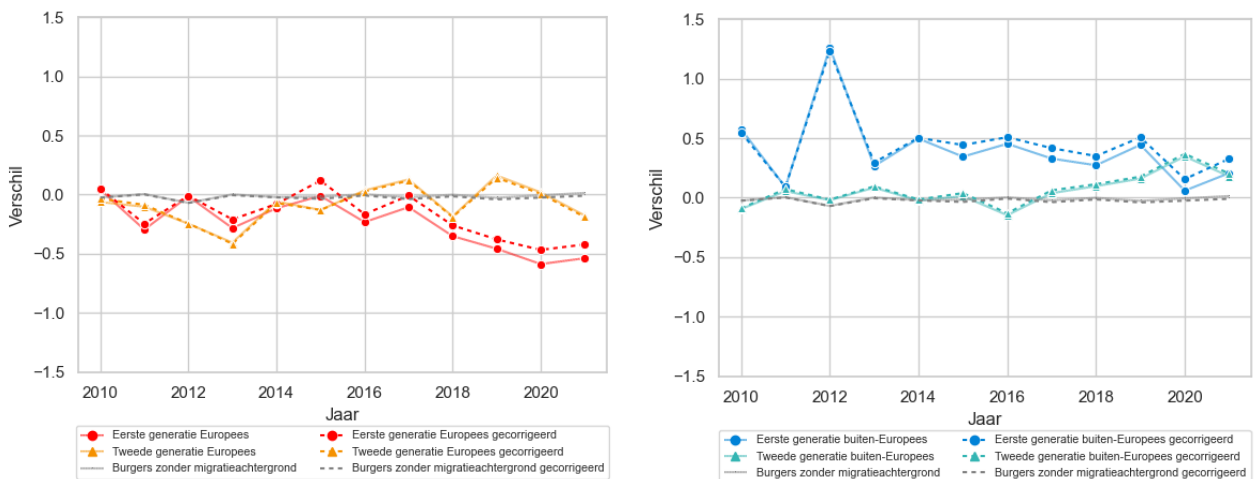 1.5
1.0
0.5
0.0
−0.5
−1.0
−1.5
Verschil
2010 2012 2014 2016 2018 2020
Jaar
Eerste generatie Europees Eerste generatie Europees gecorrigeerd
Tweede generatie Europees Tweede generatie Europees gecorrigeerd
Burgers zonder migratieachtergrond Burgers zonder migratieachtergrond gecorrigeerd
1.5
1.0
0.5
0.0
−0.5
−1.0
−1.5
Verschil
2010 2012 2014 2016 2018 2020
Jaar
Eerste generatie buiten-Europees Eerste generatie buiten-Europees gecorrigeerd
Tweede generatie buiten-Europees Tweede generatie buiten-Europees gecorrigeerd
Burgers zonder migratieachtergrond Burgers zonder migratieachtergrond gecorrigeerd